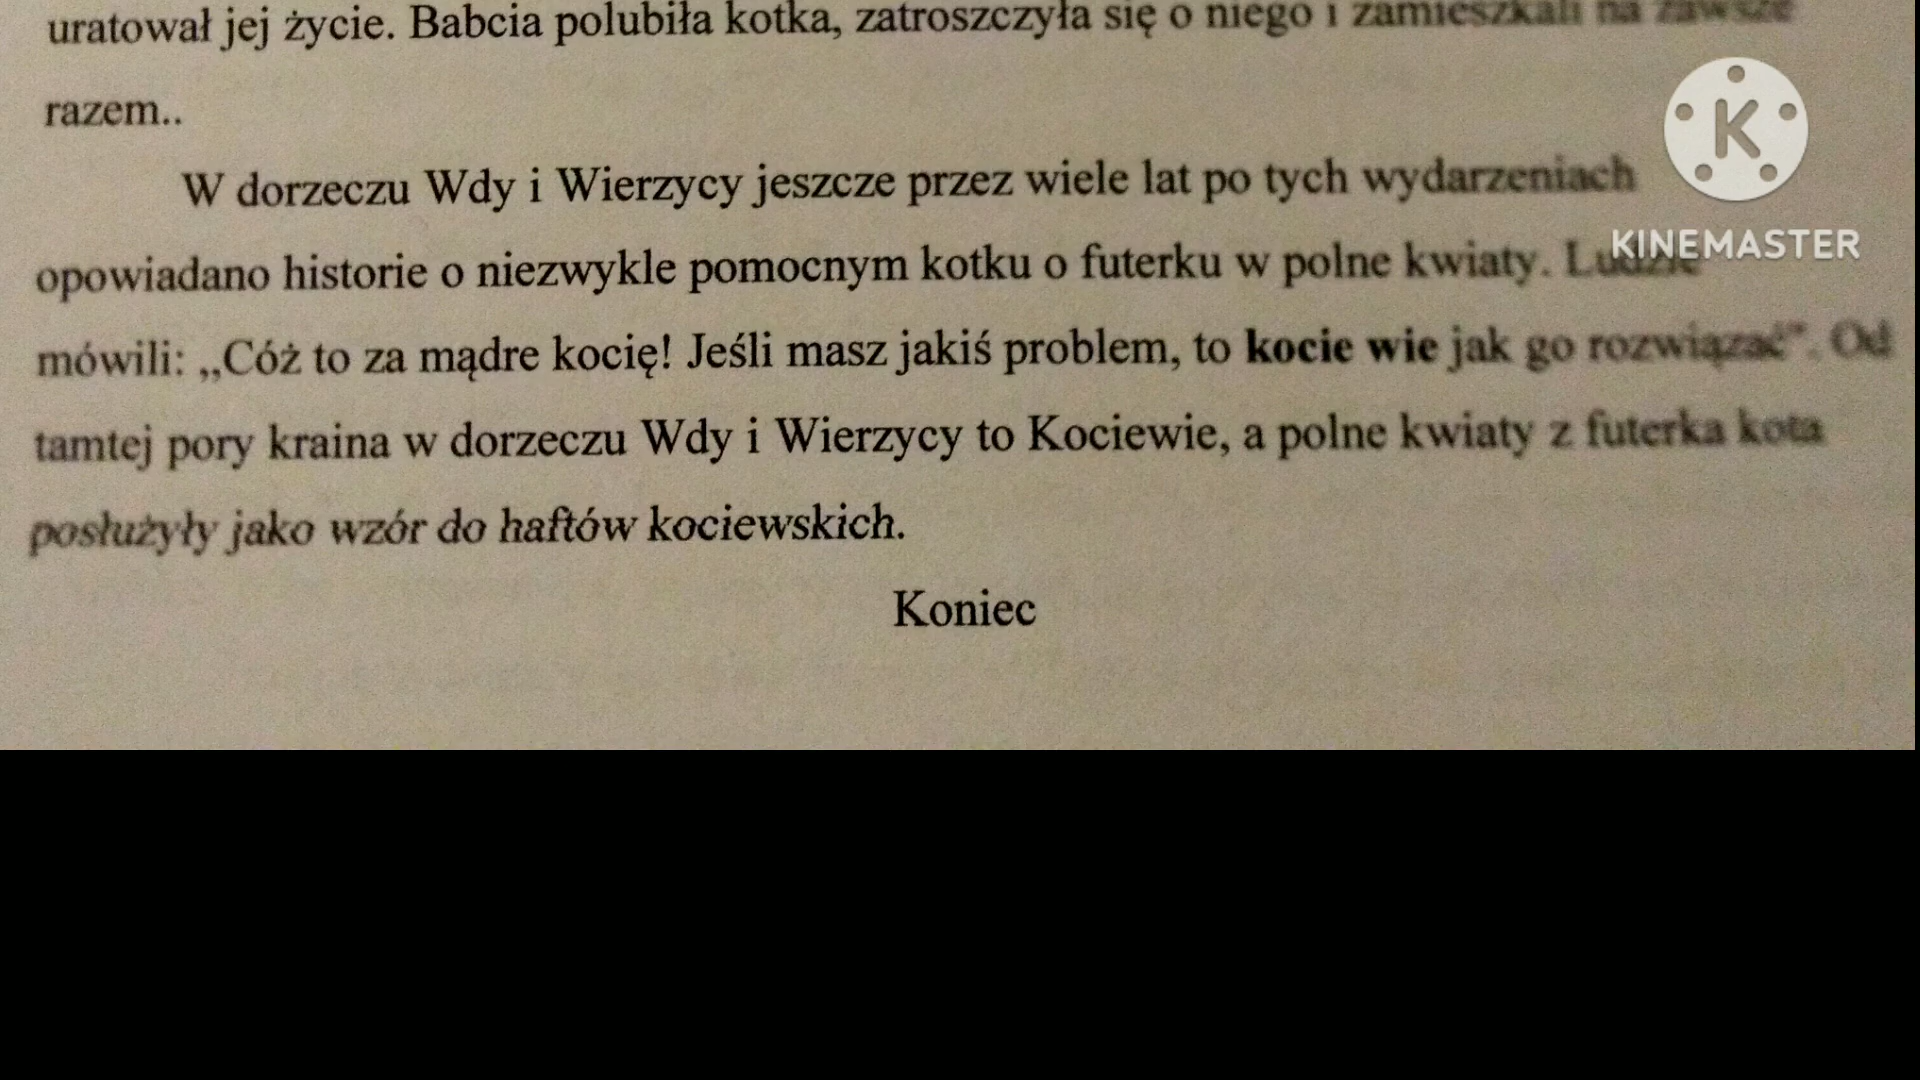 uratował jej życie. Babcia polubiła kotka, zatroszczyła się o niego i zamieszkali na zawsze
razem..
W dorzeczu Wdy i Wierzycy jeszcze przez wiele lat po tych wydarzeniach
opowiadano historie o niezwykle pomocnym kotku o futerku w polne kwiaty. Ludzie
mówili: „Cóż to za mądre kocię! Jeśli masz jakiś problem, to kocie wie jak go rozwiązać”. Od
tamtej pory kraina w dorzeczu Wdy i Wierzycy to Kociewie, a polne kwiaty z futerka kota
posłużyły jako wzór do haftów kociewskich.
Koniec
KINEMASTER